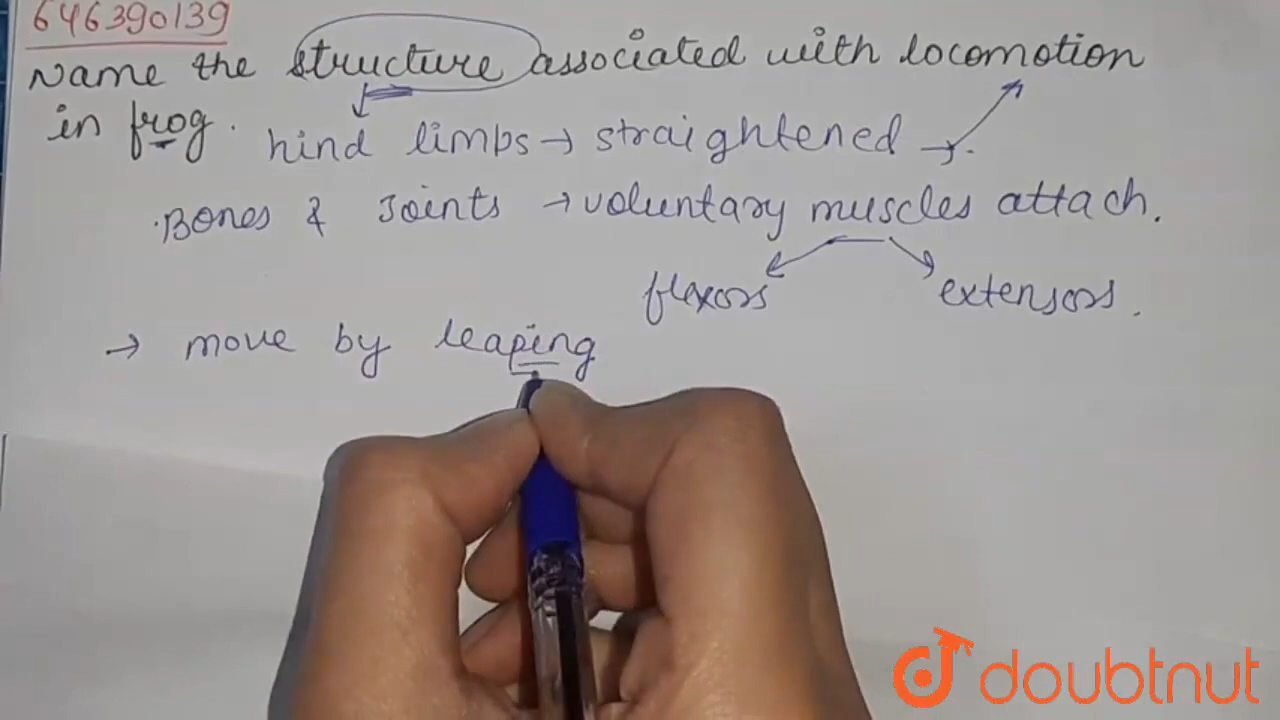 646390139
Name the structure associated with locomotion
in frog.
hind limbs → straightened →.
.Bones & Joints → voluntary muscles attach.
flexors extensors.
→ move by leaping
doubtnut